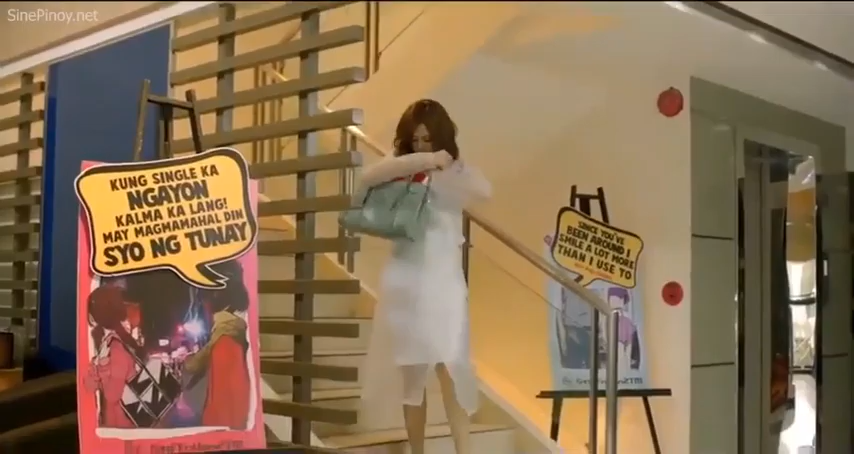 SinePinoy.net
KUNG SINGLE KA
NGAYON
KALMA KA LANG!
MAY MAGMAMAHAL DIN
SYO NG TUNAY
SINCE YOU'VE
BEEN AROUND I
SMILE A LOT MORE
THAN I USE TO